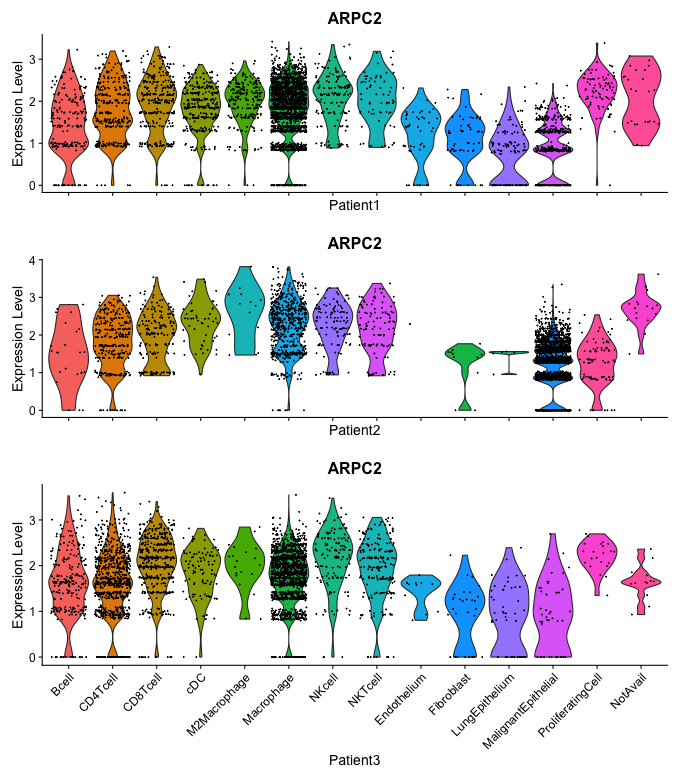 ARPC2
Expression Level
3
2
1
0
Patient1
ARPC2
Expression Level
4
3
2
1
0
Patient2
ARPC2
Expression Level
3
2
1
0
Bcell
CD4Tcell
CD8Tcell
cDC
M2Macrophage
Macrophage
NKcell
NKTcell
Endothelium
Fibroblast
LungEpithelium
MalignantEpithelial
ProliferatingCell
NotAvail
Patient3